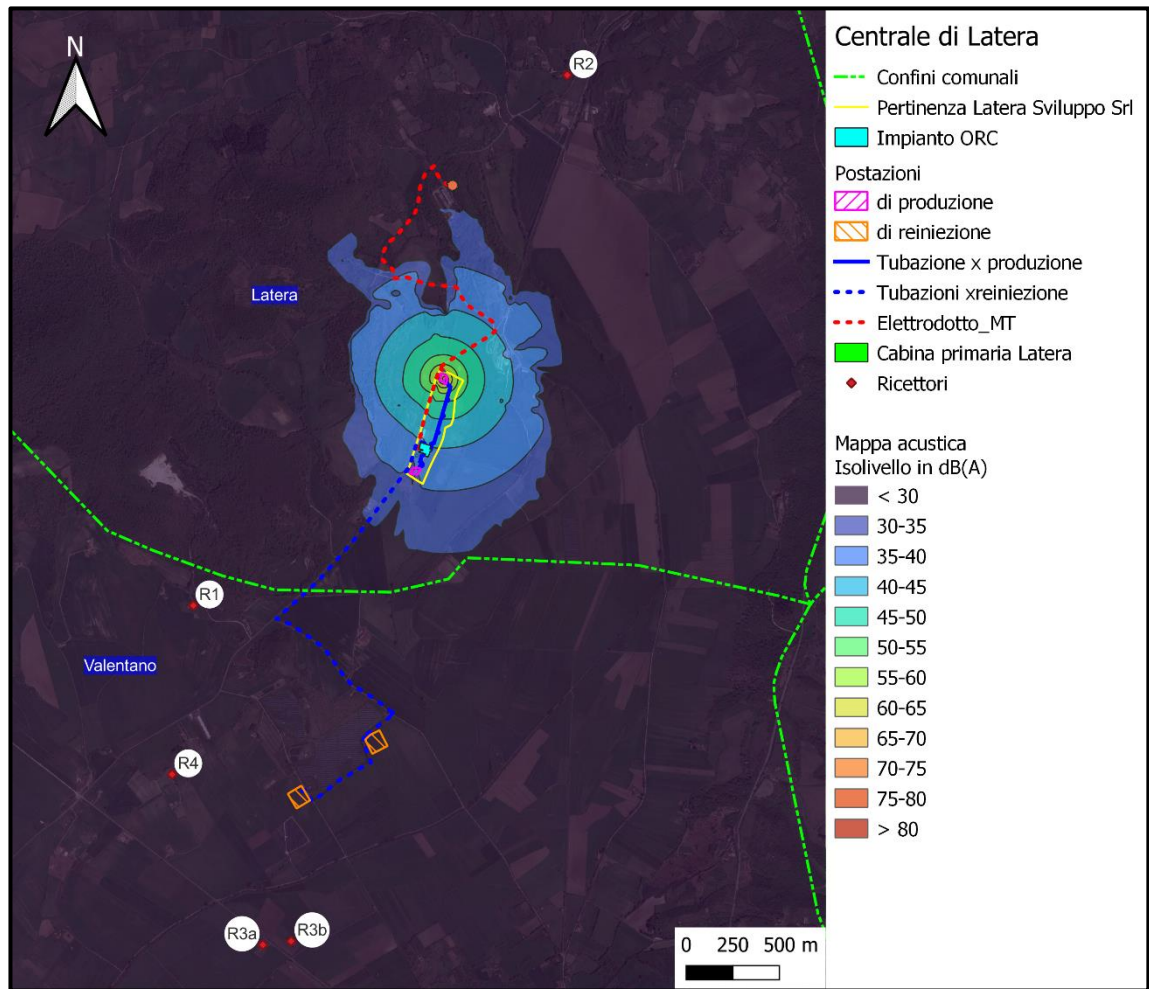 N
R2
Latera
R1
Valentano
R4
R3a
R3b
0 250 500 m
Centrale di Latera
Confini comunali
Pertinenza Latera Sviluppo Srl
Impianto ORC
Postazioni
di produzione
di reiniezione
Tubazione x produzione
Tubazioni xreiniezione
Elettrodotto_MT
Cabina primaria Latera
Ricettori
Mappa acustica
Isolivello in dB(A)
< 30
30-35
35-40
40-45
45-50
50-55
55-60
60-65
65-70
70-75
75-80
> 80